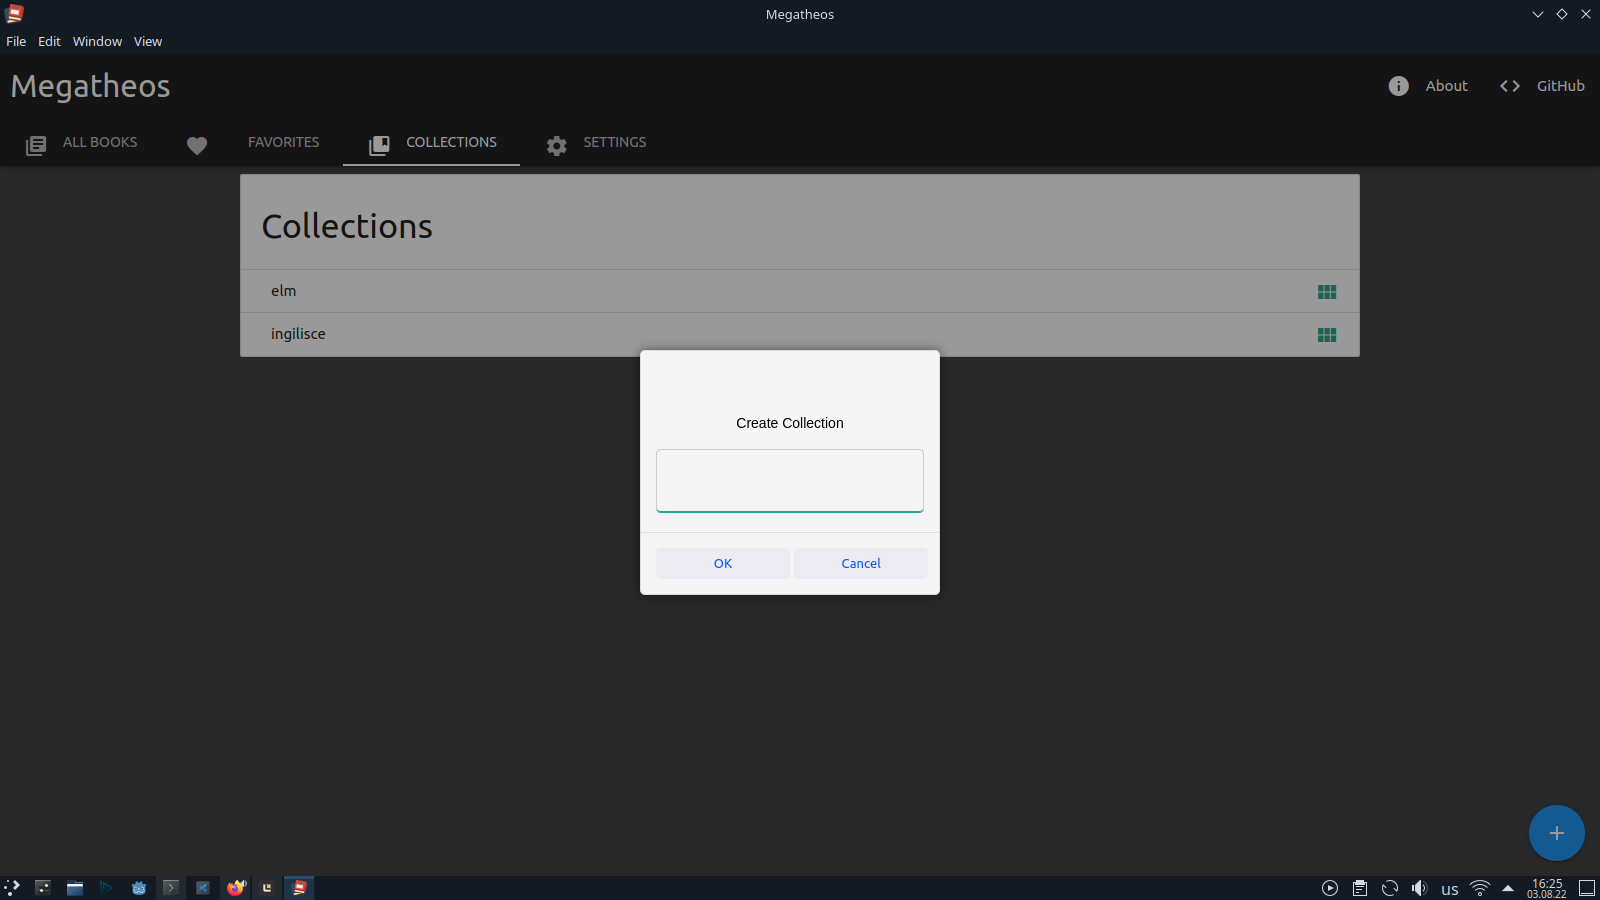 Megatheos
File Edit Window View
Megatheos
About GitHub
ALL BOOKS FAVORITES COLLECTIONS SETTINGS
Collections
elm
ingilisce
Create Collection
OK Cancel
us 16:25
03.08.22